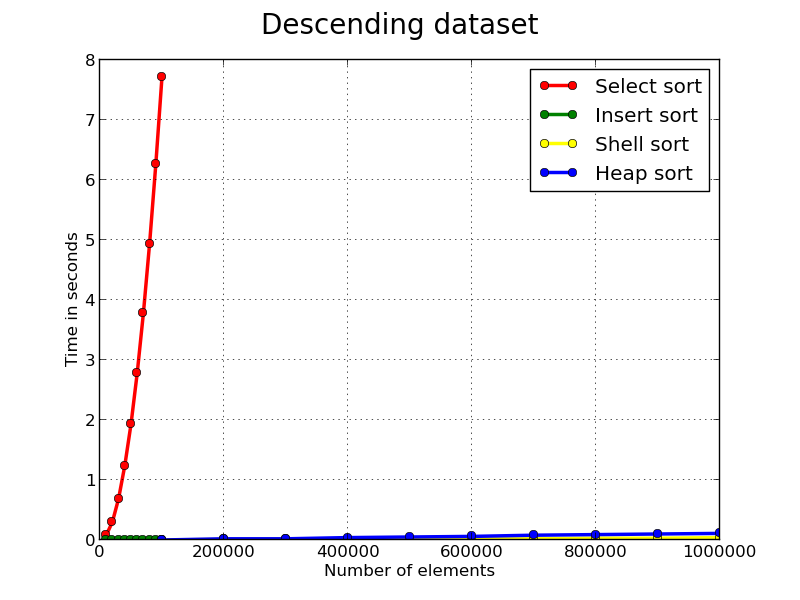 Descending dataset
8
7
6
5
4
3
2
1
0
Time in seconds
Select sort
Insert sort
Shell sort
Heap sort
0 200000 400000 600000 800000 1000000
Number of elements